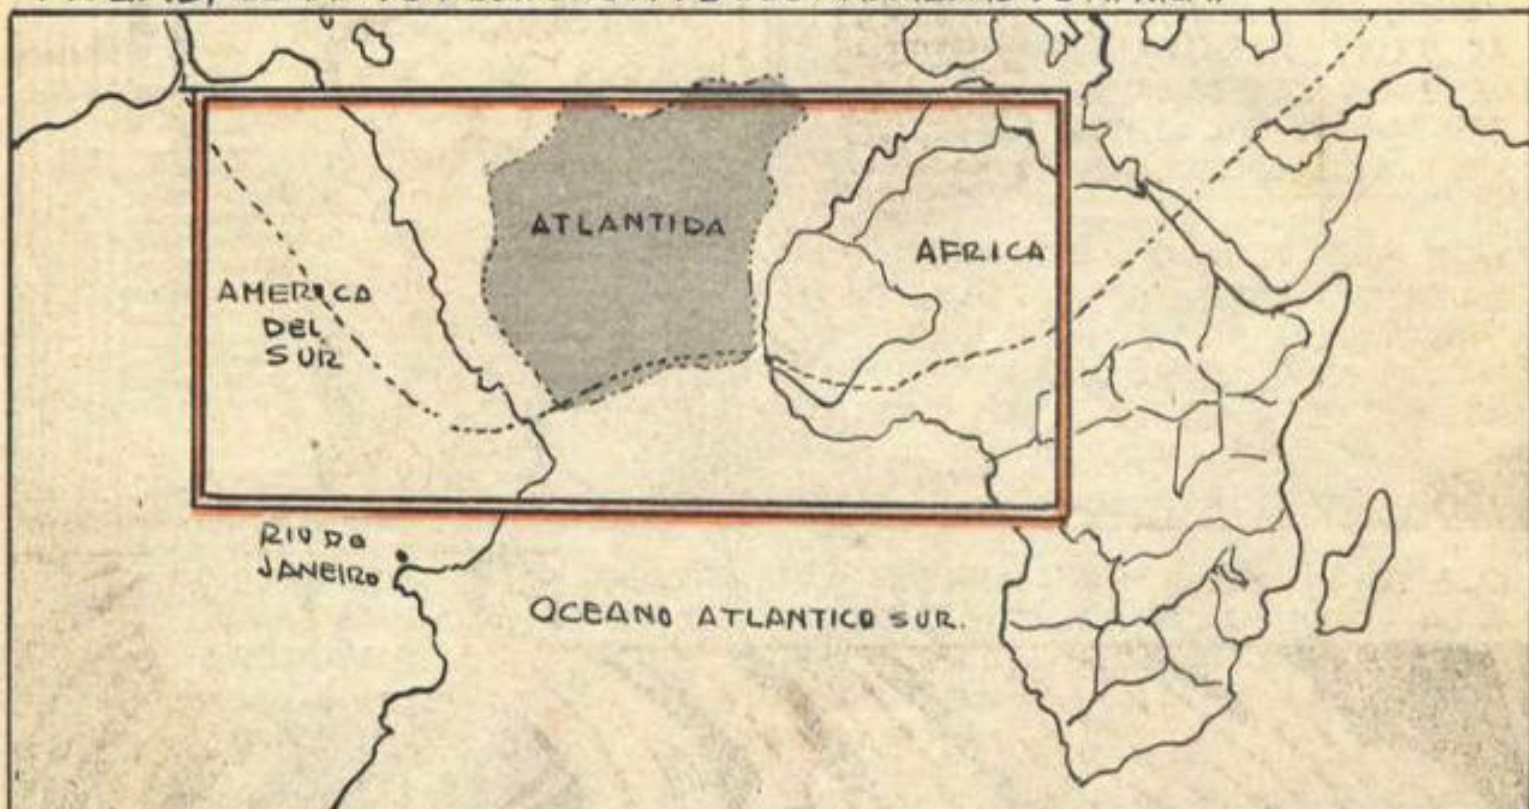 ATLANTIDA
AFRICA
AMERICA
DEL
SUR
RIO DO
JANEIRO
OCEANO ATLANTICO SUR.